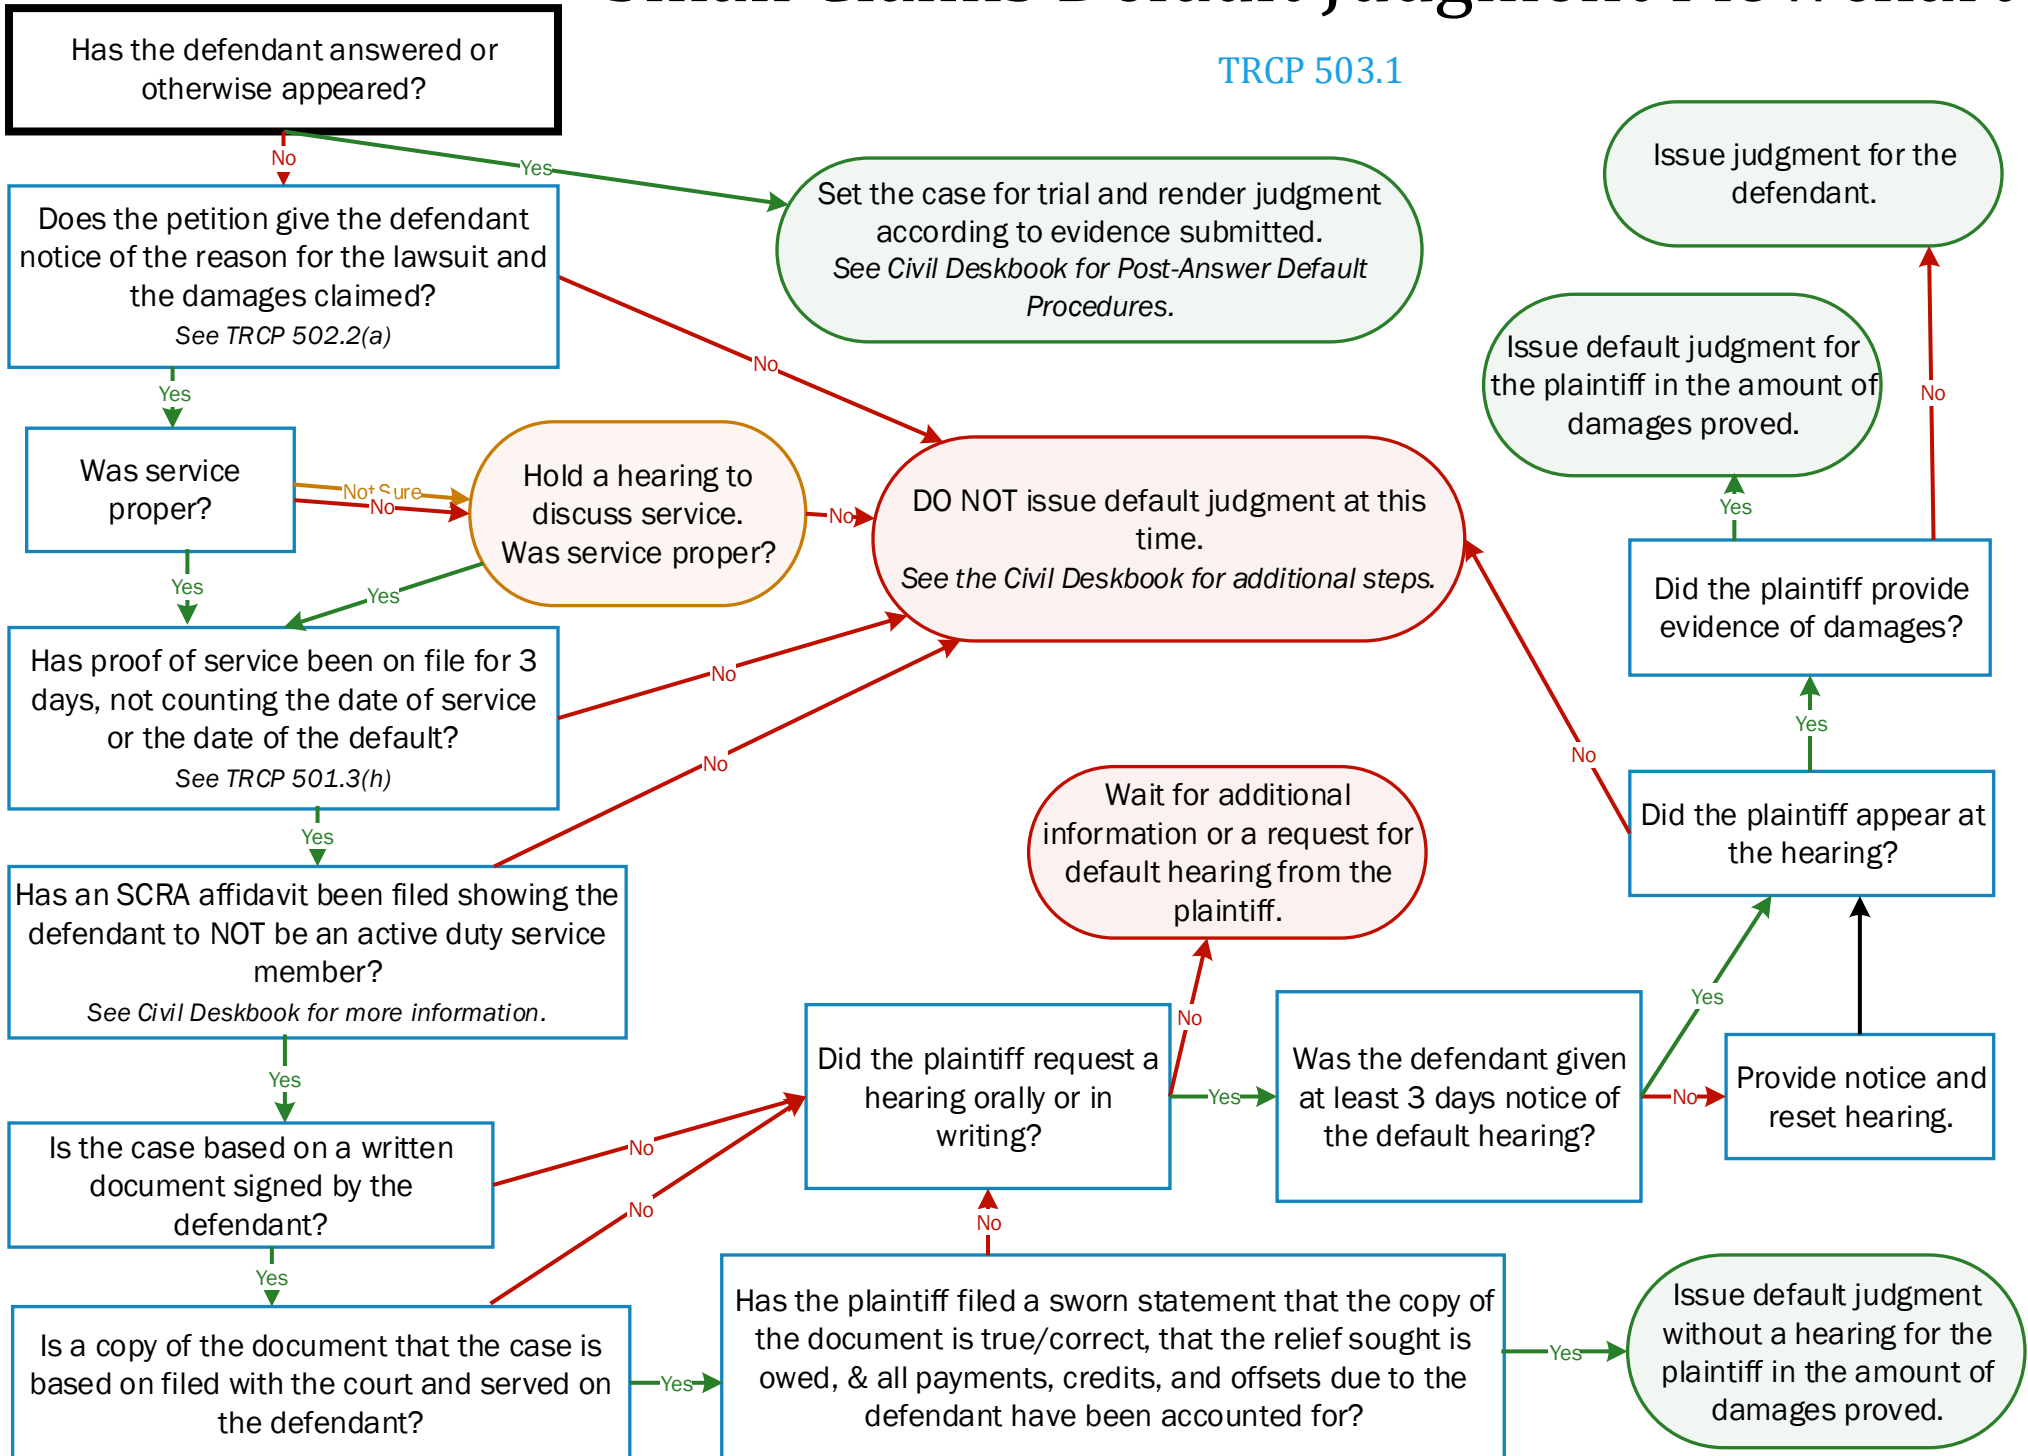 Small Claims Default Judgment Flowchart
TRCP 503.1
Has the defendant answered or
otherwise appeared?
No
Yes
Does the petition give the defendant
notice of the reason for the lawsuit and
the damages claimed?
See TRCP 502.2(a)
Set the case for trial and render judgment
according to evidence submitted.
See Civil Deskbook for Post-Answer Default
Procedures.
Issue judgment for the
defendant.
No
Yes
Issue default judgment for
the plaintiff in the amount of
damages proved.
No
Was service
proper?
Not Sure
No
Hold a hearing to
discuss service.
Was service proper?
No
DO NOT issue default judgment at this
time.
See the Civil Deskbook for additional steps.
Yes
Yes
Yes
Did the plaintiff provide
evidence of damages?
Has proof of service been on file for 3
days, not counting the date of service
or the date of the default?
See TRCP 501.3(h)
No
No
Yes
No
Yes
Wait for additional
information or a request for
default hearing from the
plaintiff.
Did the plaintiff appear at
the hearing?
Has an SCRA affidavit been filed showing the
defendant to NOT be an active duty service
member?
See Civil Deskbook for more information.
No
Yes
Yes
Did the plaintiff request a
hearing orally or in
writing?
Yes
Was the defendant given
at least 3 days notice of
the default hearing?
No
Provide notice and
reset hearing.
Is the case based on a written
document signed by the
defendant?
No
No
No
Yes
Is a copy of the document that the case is
based on filed with the court and served on
the defendant?
Yes
Has the plaintiff filed a sworn statement that the copy of
the document is true/correct, that the relief sought is
owed, & all payments, credits, and offsets due to the
defendant have been accounted for?
Yes
Issue default judgment
without a hearing for the
plaintiff in the amount of
damages proved.